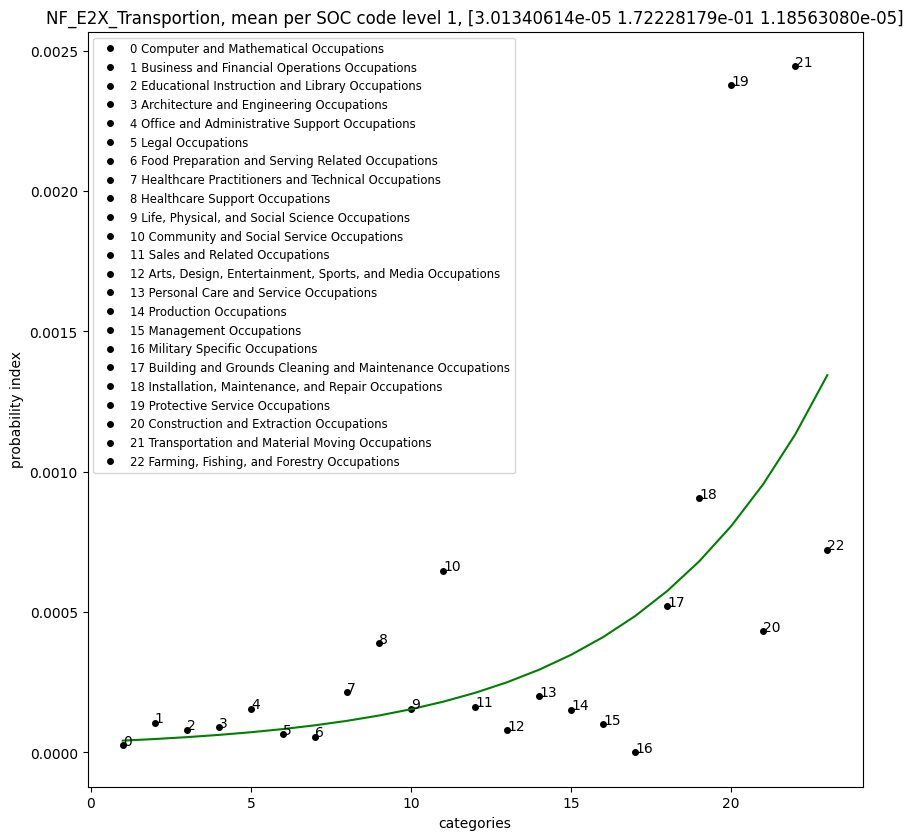 NF_E2X_Transportion, mean per SOC code level 1, [3.01340614e-05 1.72228179e-01 1.18563080e-05]
0 Computer and Mathematical Occupations
1 Business and Financial Operations Occupations
2 Educational Instruction and Library Occupations
3 Architecture and Engineering Occupations
4 Office and Administrative Support Occupations
5 Legal Occupations
6 Food Preparation and Serving Related Occupations
7 Healthcare Practitioners and Technical Occupations
8 Healthcare Support Occupations
9 Life, Physical, and Social Science Occupations
10 Community and Social Service Occupations
11 Sales and Related Occupations
12 Arts, Design, Entertainment, Sports, and Media Occupations
13 Personal Care and Service Occupations
14 Production Occupations
15 Management Occupations
16 Military Specific Occupations
17 Building and Grounds Cleaning and Maintenance Occupations
18 Installation, Maintenance, and Repair Occupations
19 Protective Service Occupations
20 Construction and Extraction Occupations
21 Transportation and Material Moving Occupations
22 Farming, Fishing, and Forestry Occupations
probability index
0.0025
0.0020
0.0015
0.0010
0.0005
0.0000
0
1
2
3
4
5
6
7
8
9
10
11
12
13
14
15
16
17
18
19
20
21
22
0
5
10
15
20
categories